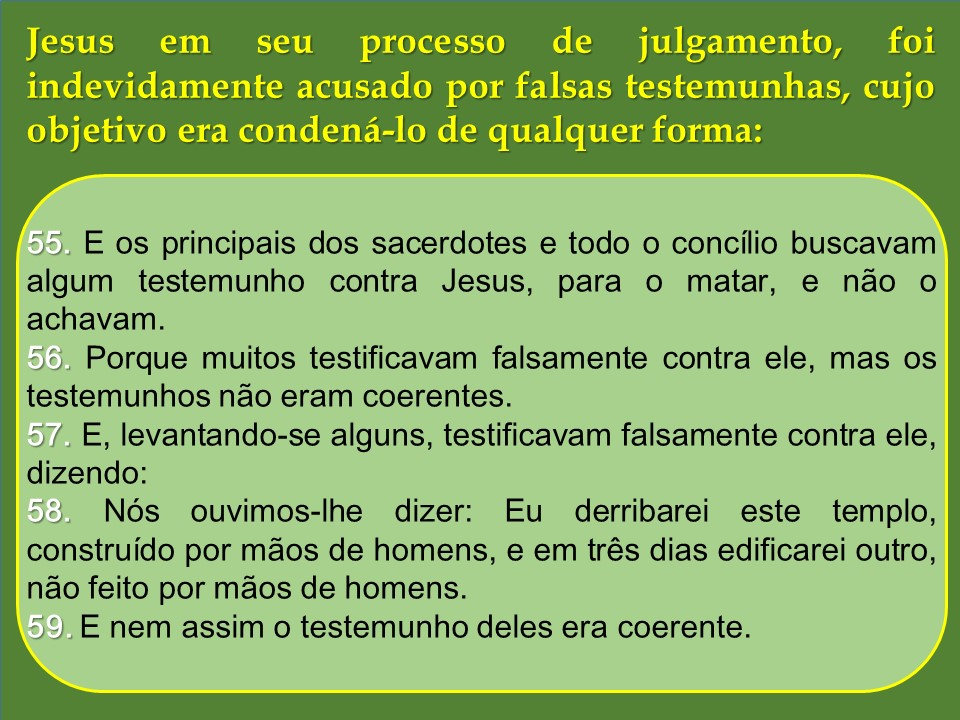 Jesus em seu processo de julgamento, foi
indevidamente acusado por falsas testemunhas, cujo
objetivo era condená-lo de qualquer forma:
55. E os principais dos sacerdotes e todo o concílio buscavam
algum testemunho contra Jesus, para o matar, e não o
achavam.
56. Porque muitos testificavam falsamente contra ele, mas os
testemunhos não eram coerentes.
57. E, levantando-se alguns, testificavam falsamente contra ele,
dizendo:
58. Nós ouvimos-lhe dizer: Eu derribarei este templo,
construído por mãos de homens, e em três dias edificarei outro,
não feito por mãos de homens.
59. E nem assim o testemunho deles era coerente.